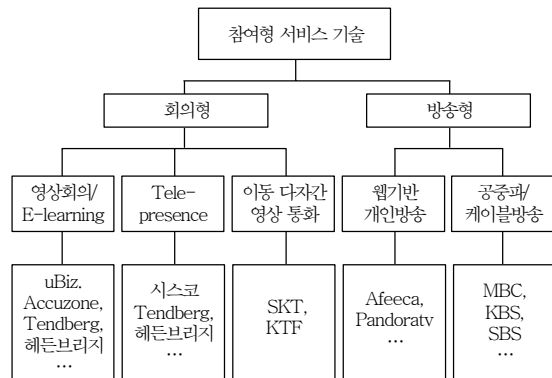 참여형 서비스 기술
회의형
방송형
영상회의/
E-learning
Tele-
presence
이동 다자간
영상 통화
웹기반
개인방송
공중파/
케이블방송
uBiz.
Accuzone,
Tendberg,
헤든브리지
…
시스코
Tendberg,
헤든브리지
…
SKT,
KTF
Afeeca,
Pandoratv
…
MBC,
KBS,
SBS
…